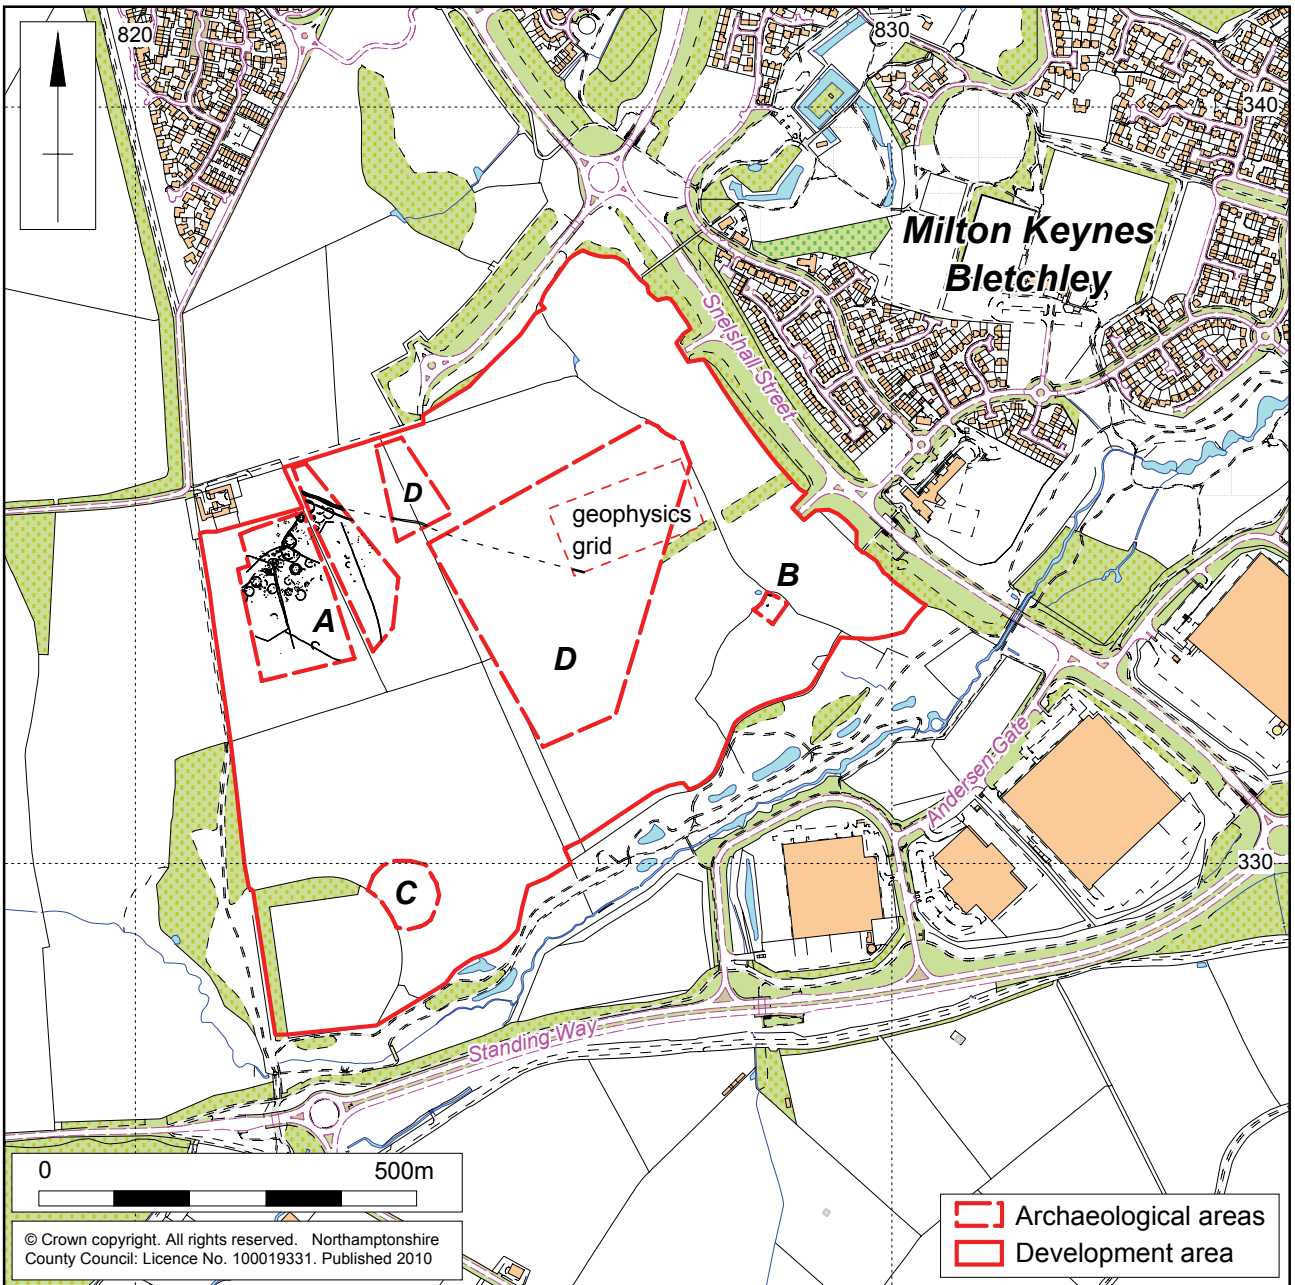 820
830
340
Milton Keynes
Bletchley
Snelshall Street
D
geophysics
grid
B
A
D
Andersen Gate
330
C
Standing Way
0 500m
© Crown copyright. All rights reserved. Northamptonshire
County Council: Licence No. 100019331. Published 2010
Archaeological areas
Development area